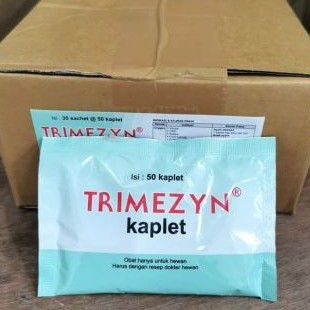 Isi : 20 sachet @ 50 kaplet
TRIMEZYN®
Isi : 50 kaplet
TRIMEZYN®
kaplet
Obat hanya untuk hewan
Harus dengan resep dokter hewan